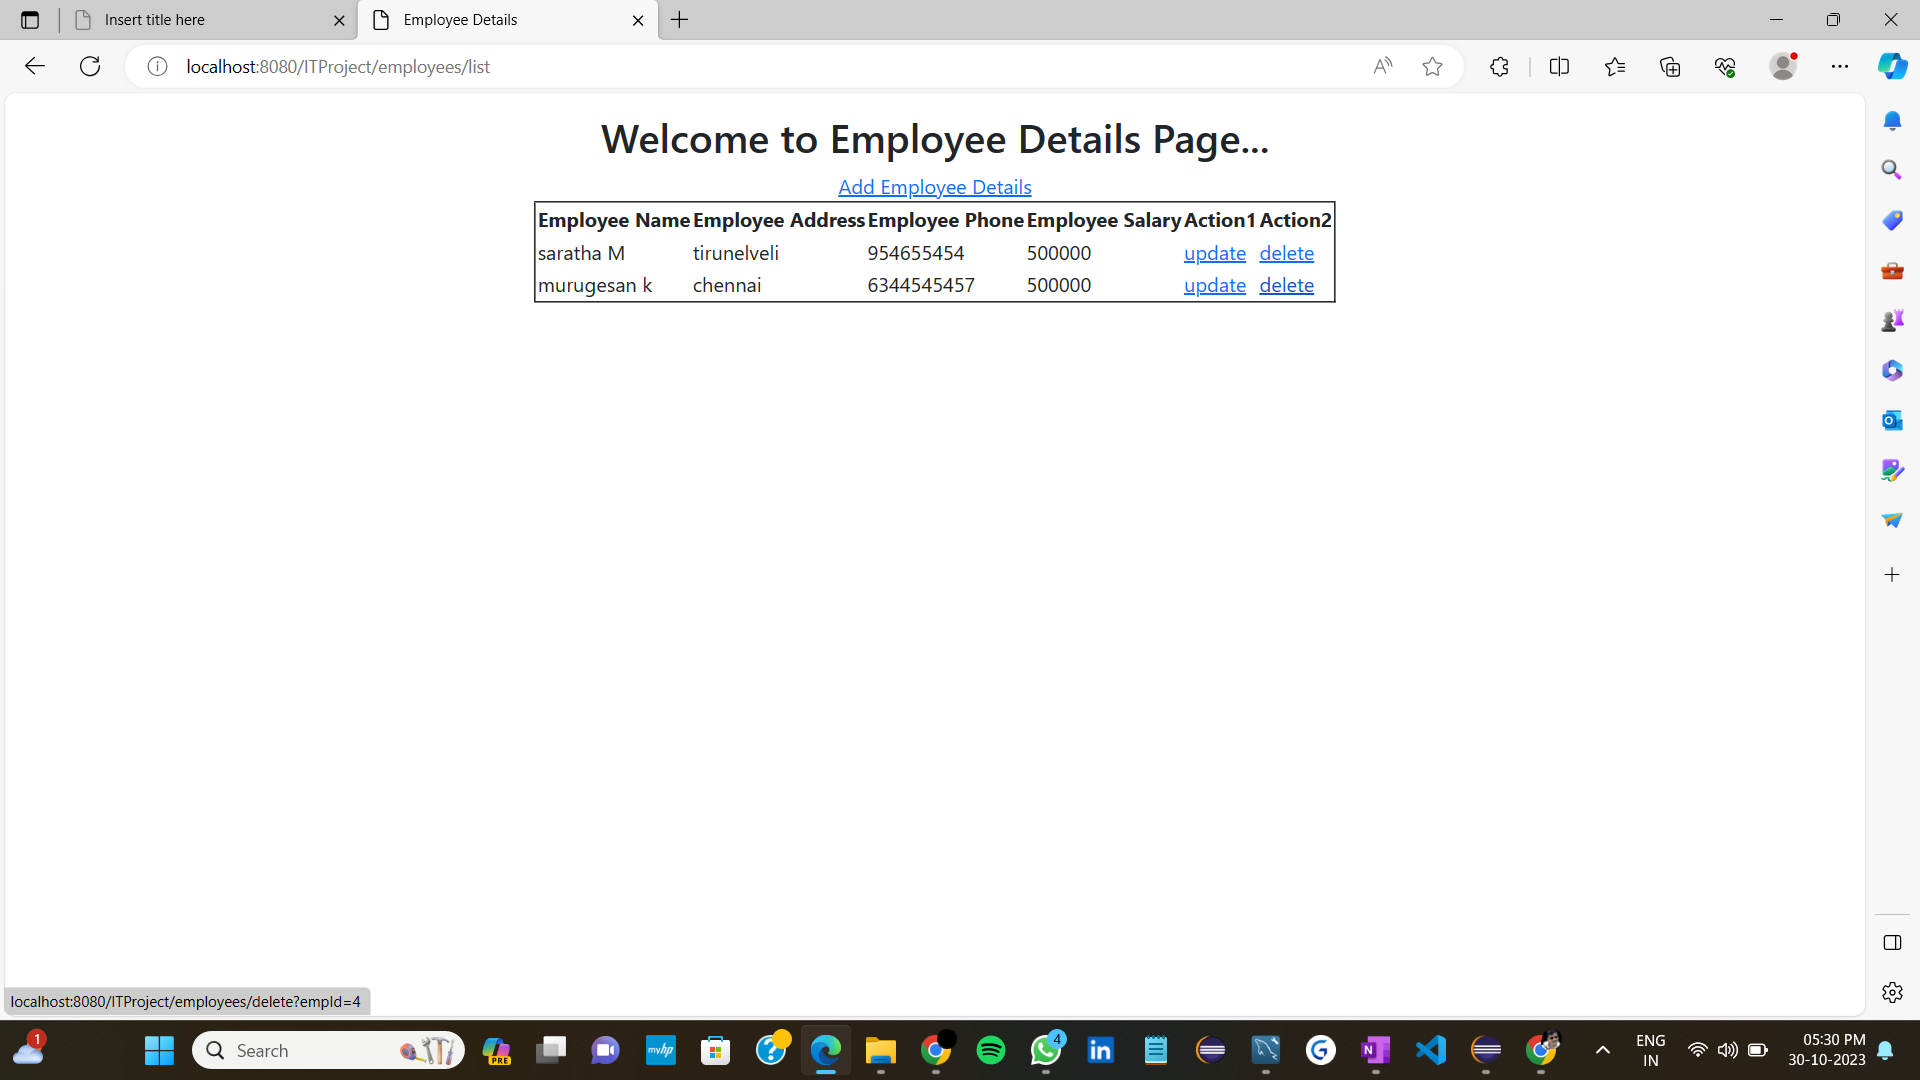 Insert title here
Employee Details
localhost:8080/ITProject/employees/list
Welcome to Employee Details Page...
Add Employee Details
Employee Name Employee Address Employee Phone Employee Salary Action1 Action2
saratha M tirunelveli 954655454 500000 update delete
murugesan k chennai 6344545457 500000 update delete
localhost:8080/ITProject/employees/delete?empId=4
1
Search
PRE
myhp
4
in
G
N
ENG
IN
05:30 PM
30-10-2023